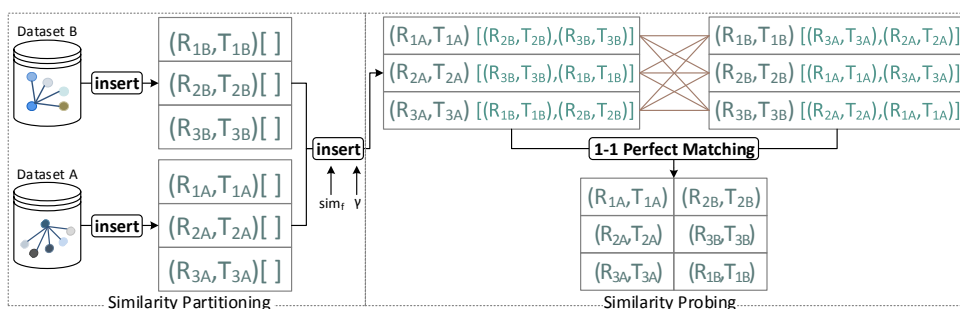 Dataset B
insert
(R1B,T1B)[ ]
(R2B,T2B)[ ]
(R3B,T3B)[ ]
Dataset A
insert
(R1A,T1A)[ ]
(R2A,T2A)[ ]
(R3A,T3A)[ ]
insert
simf γ
Similarity Partitioning
(R1A,T1A) [(R2B,T2B),(R3B,T3B)]
(R2A,T2A) [(R3B,T3B),(R1B,T1B)]
(R3A,T3A) [(R1B,T1B),(R2B,T2B)]
(R1B,T1B) [(R3A,T3A),(R2A,T2A)]
(R2B,T2B) [(R1A,T1A),(R3A,T3A)]
(R3B,T3B) [(R2A,T2A),(R1A,T1A)]
1-1 Perfect Matching
(R1A,T1A) (R2B,T2B)
(R2A,T2A) (R3B,T3B)
(R3A,T3A) (R1B,T1B)
Similarity Probing